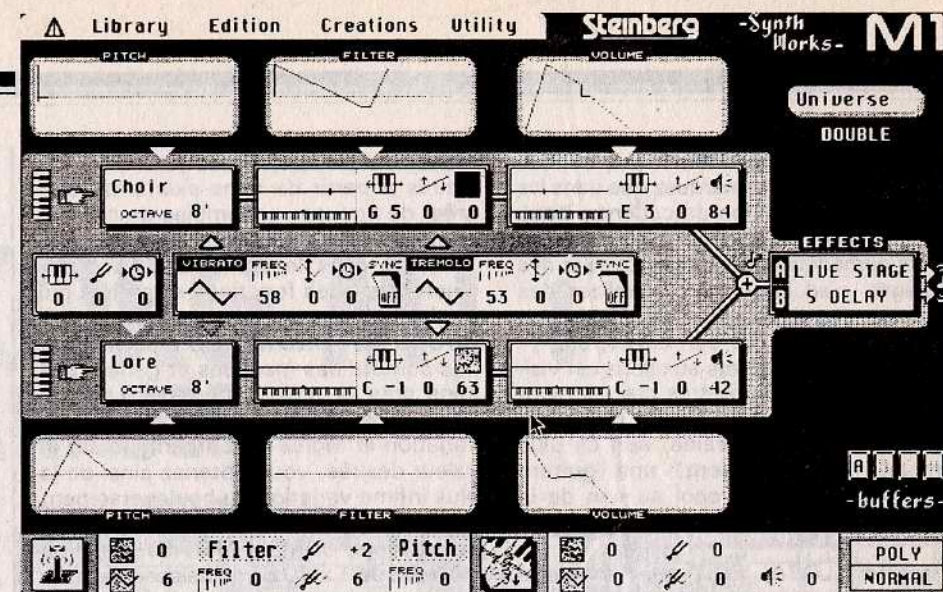 Library Edition Creations Utility Steinberg -Synth Works- M1
PITCH FILTER VOLUME
Universe
DOUBLE
Choir
OCTAVE 8'
G 5 0 0
E 3 0 84
EFFECTS
A LIVE STAGE
B S DELAY
0 0 0
VIBRATO FREQ SYNC
58 0 0 OFF
TREMOLO FREQ SYNC
53 0 0 OFF
Lore
OCTAVE 8'
C -1 0 63
C -1 0 42
PITCH FILTER VOLUME
A
-buffers-
0 Filter +2 Pitch 0 0
6 FREQ 0 6 FREQ 0 0 0 0
POLY
NORMAL